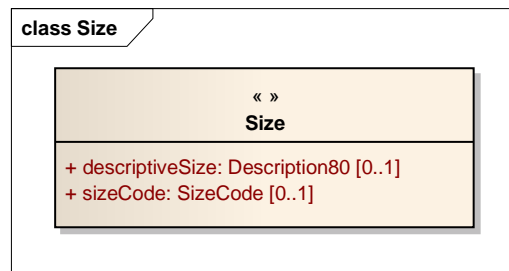 class Size
« »
Size
+ descriptiveSize: Description80 [0..1]
+ sizeCode: SizeCode [0..1]